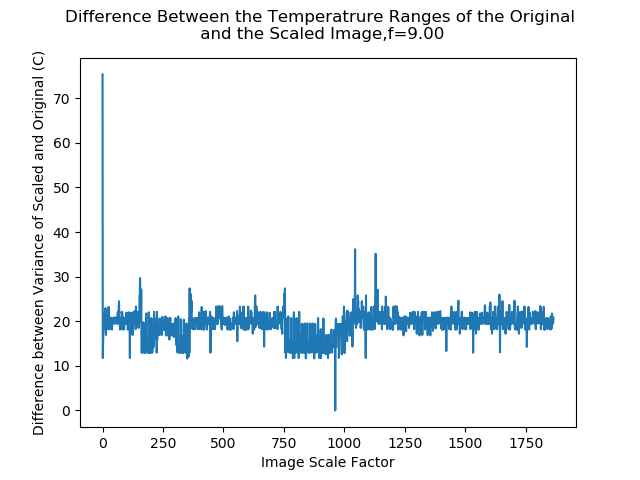 Difference Between the Temperatrure Ranges of the Original
and the Scaled Image,f=9.00
Difference between Variance of Scaled and Original (C)
70
60
50
40
30
20
10
0
0 250 500 750 1000 1250 1500 1750
Image Scale Factor